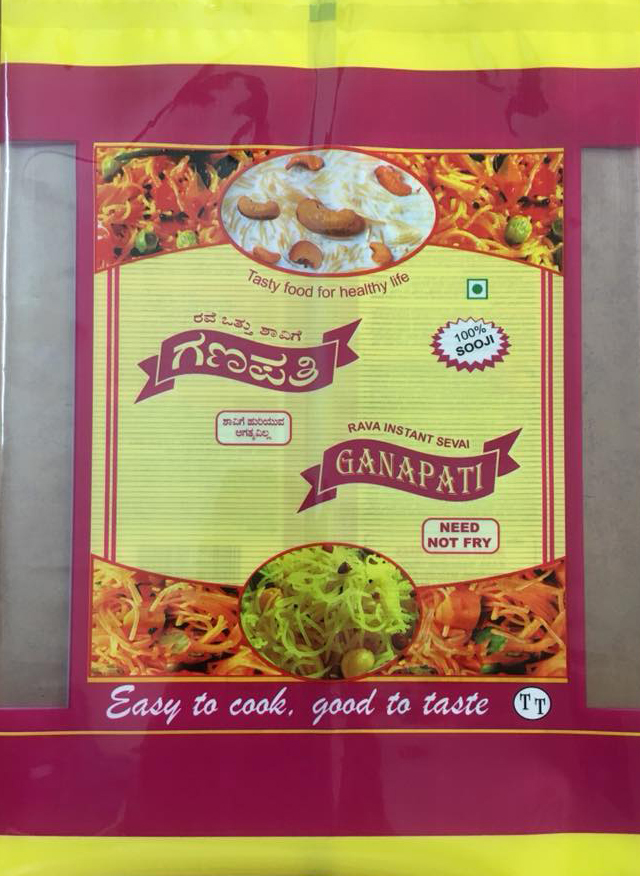 Tasty food for healthy life
ರವೆ ಒತ್ತು ಶಾವಿಗೆ
ಗಣಪತಿ
100%
SOOJI
ಶಾವಿಗೆ ಹುರಿಯುವ
ಅಗತ್ಯವಿಲ್ಲ
RAVA INSTANT SEVAI
GANAPATI
NEED
NOT FRY
Easy to cook, good to taste
TT